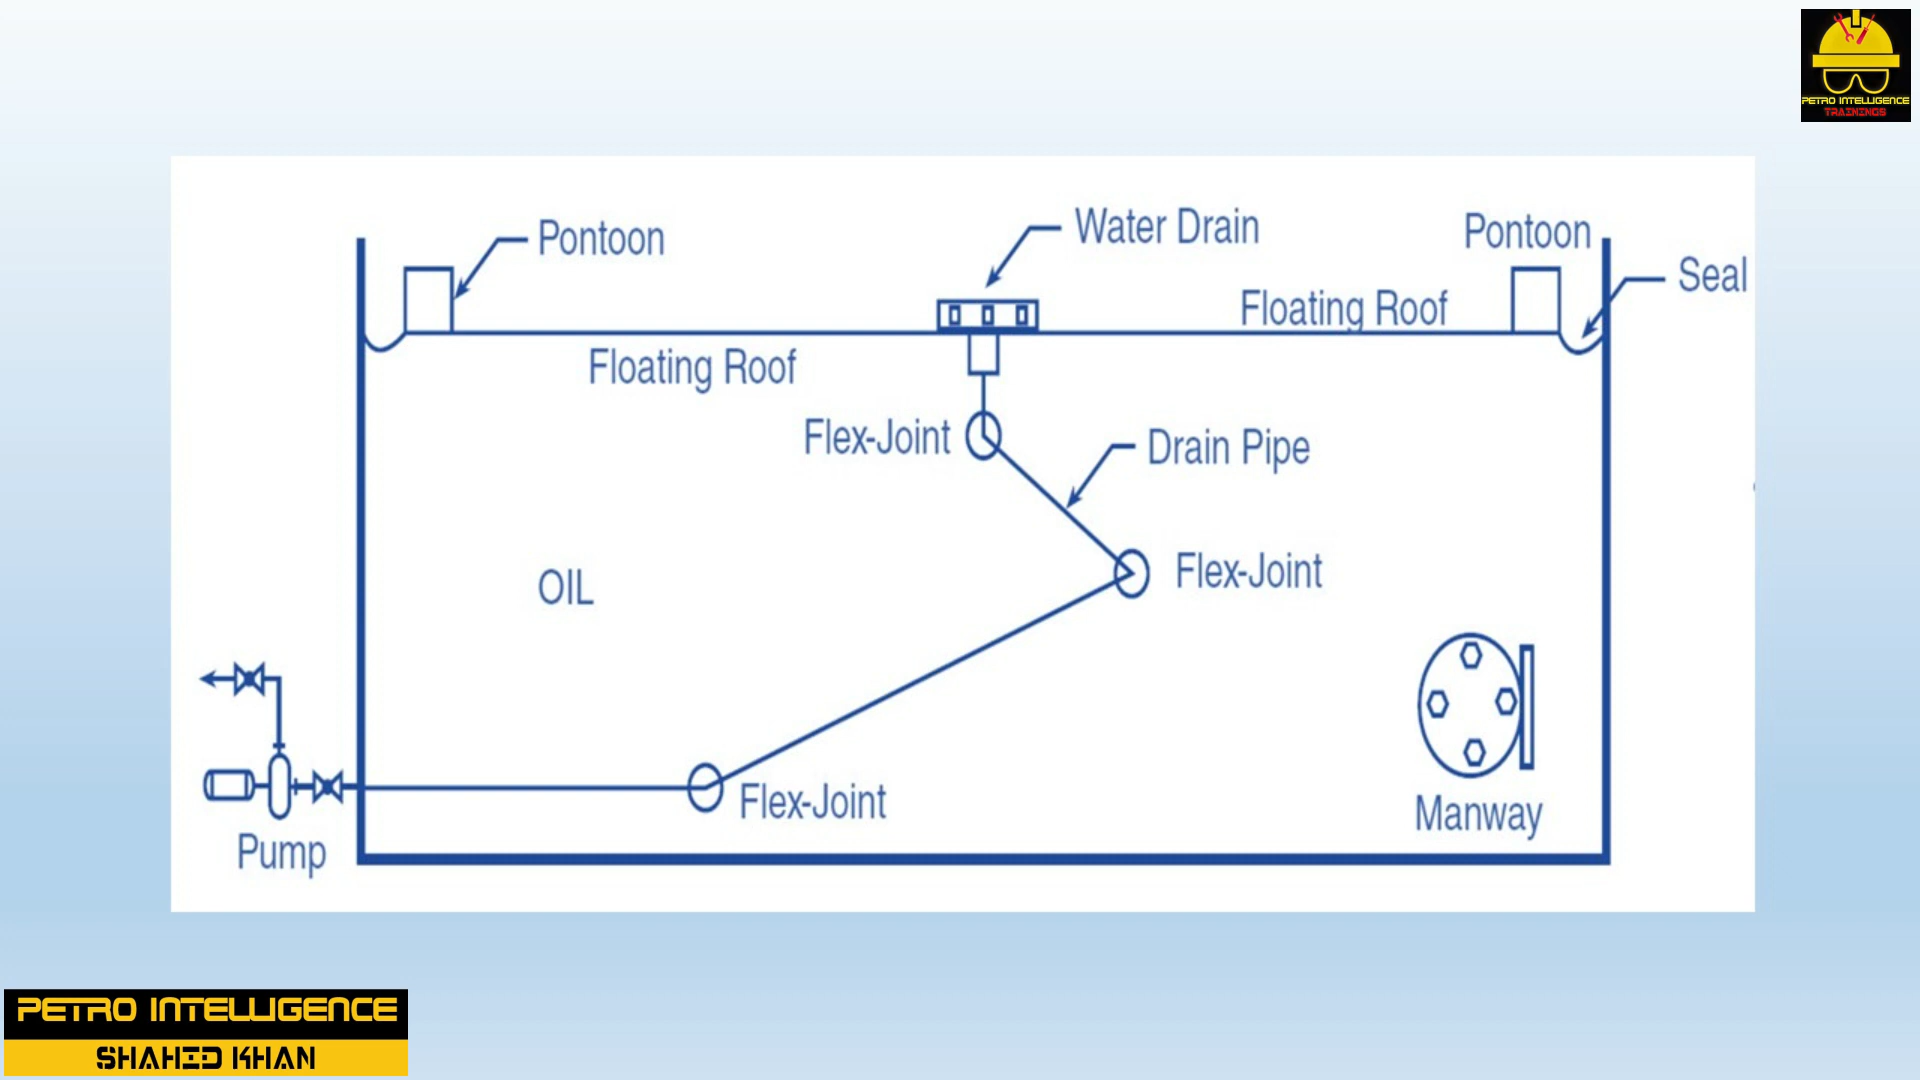 PETRO INTELLIGENCE
TRAININGS
Pontoon
Water Drain
Pontoon
Seal
Floating Roof
Floating Roof
Flex-Joint
Drain Pipe
Flex-Joint
OIL
Flex-Joint
Manway
Pump
PETRO INTELLIGENCE
SHAHID KHAN